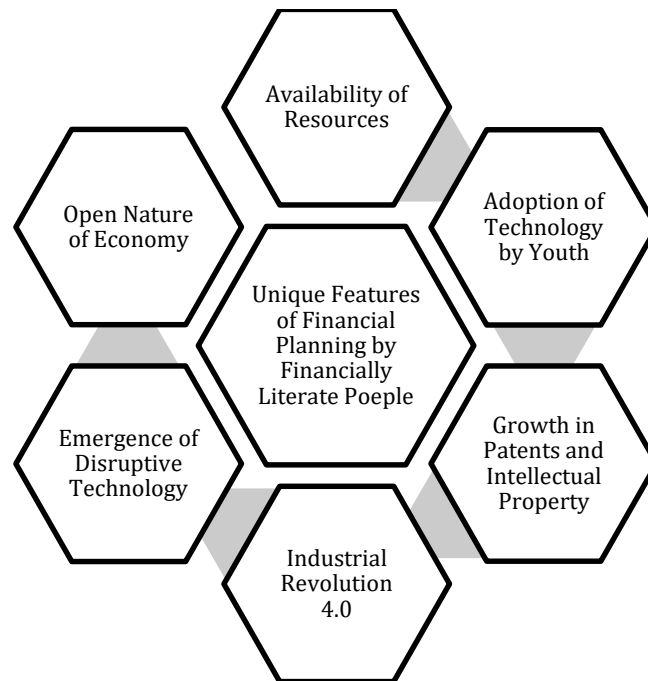 Availability of
Resources
Adoption of
Technology
by Youth
Growth in
Patents and
Intellectual
Property
Industrial
Revolution
4.0
Emergence of
Disruptive
Technology
Open Nature
of Economy
Unique Features
of Financial
Planning by
Financially
Literate Poeple